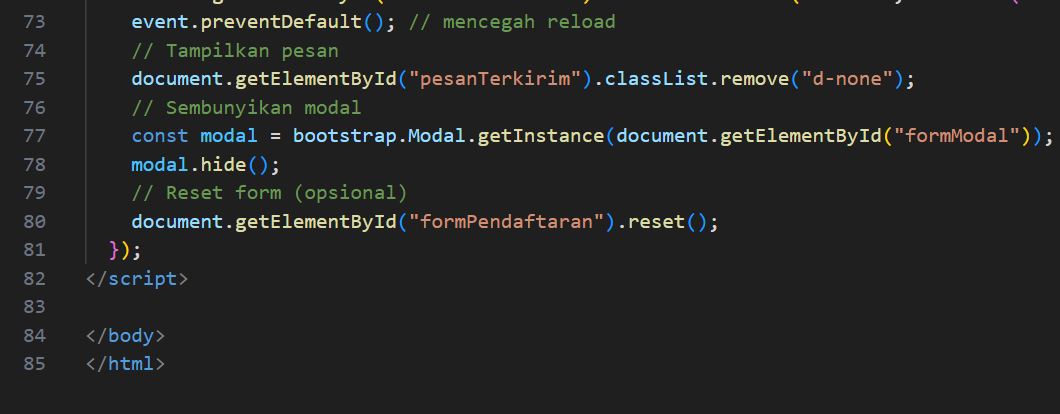 73 event.preventDefault(); // mencegah reload
74 // Tampilkan pesan
75 document.getElementById("pesanTerkirim").classList.remove("d-none");
76 // Sembunyikan modal
77 const modal = bootstrap.Modal.getInstance(document.getElementById("formModal"));
78 modal.hide();
79 // Reset form (opsional)
80 document.getElementById("formPendaftaran").reset();
81 });
82 </script>
83
84 </body>
85 </html>